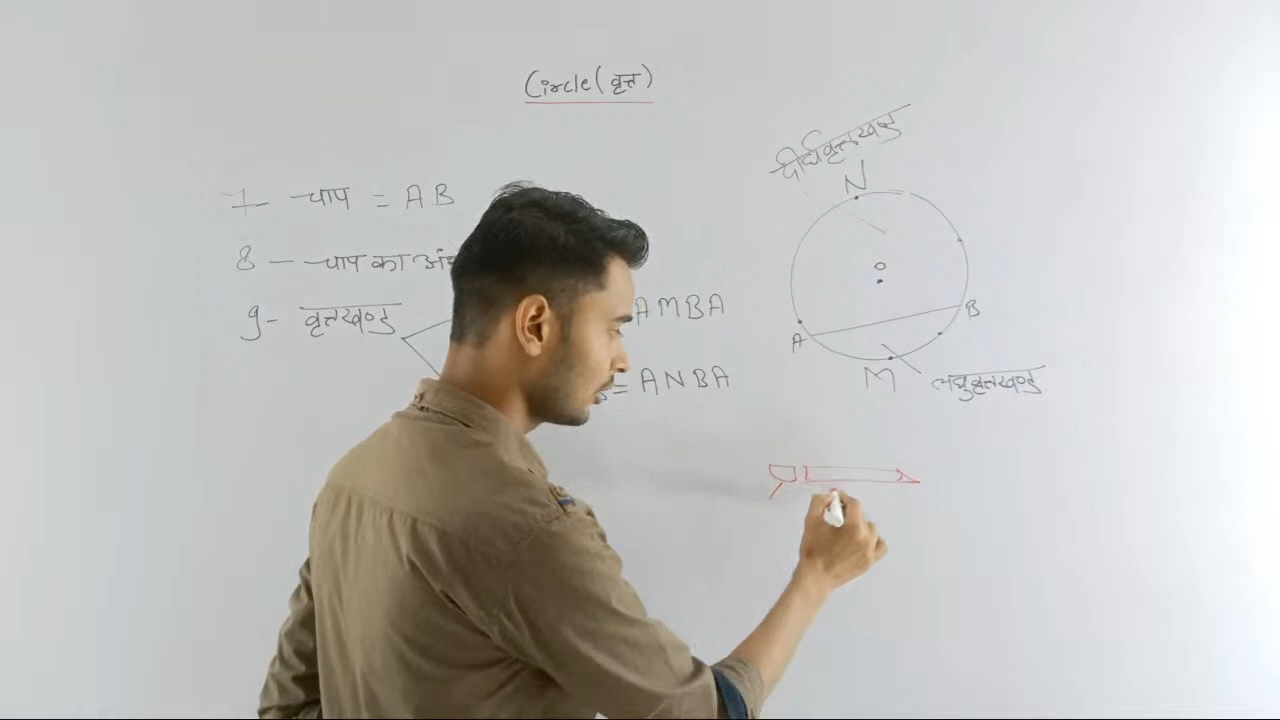 Circle (वृत्त)
7 — चाप = AB
8 — चाप का अं
9 - वृत्तखण्ड
AMBA
= ANBA
दीर्घवृत्तखण्ड
N
O
A
B
M
लघुवृत्तखण्ड